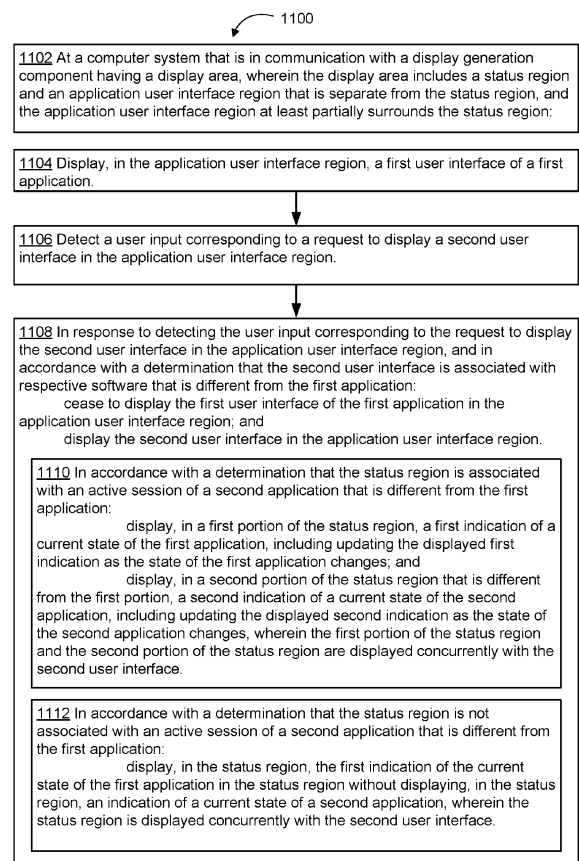 1100
1102 At a computer system that is in communication with a display generation
component having a display area, wherein the display area includes a status region
and an application user interface region that is separate from the status region, and
the application user interface region at least partially surrounds the status region:
1104 Display, in the application user interface region, a first user interface of a first
application.
1106 Detect a user input corresponding to a request to display a second user
interface in the application user interface region.
1108 In response to detecting the user input corresponding to the request to display
the second user interface in the application user interface region, and in
accordance with a determination that the second user interface is associated with
respective software that is different from the first application:
cease to display the first user interface of the first application in the
application user interface region; and
display the second user interface in the application user interface region.
1110 In accordance with a determination that the status region is associated
with an active session of a second application that is different from the first
application:
display, in a first portion of the status region, a first indication of a
current state of the first application, including updating the displayed first
indication as the state of the first application changes; and
display, in a second portion of the status region that is different
from the first portion, a second indication of a current state of the second
application, including updating the displayed second indication as the state of
the second application changes, wherein the first portion of the status region
and the second portion of the status region are displayed concurrently with the
second user interface.
1112 In accordance with a determination that the status region is not
associated with an active session of a second application that is different from
the first application:
display, in the status region, the first indication of the current
state of the first application in the status region without displaying, in the status
region, an indication of a current state of a second application, wherein the
status region is displayed concurrently with the second user interface.